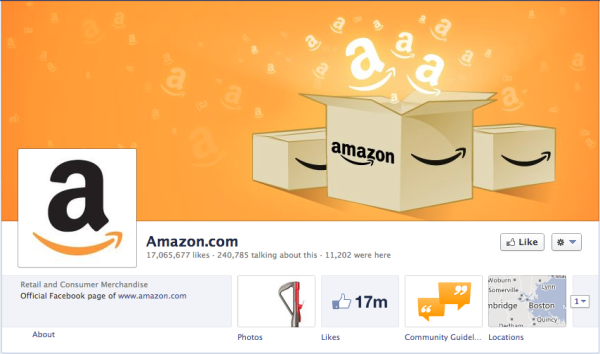 a
a
a
amazon
a
Amazon.com
17,065,677 likes · 240,785 talking about this · 11,202 were here
Like
Retail and Consumer Merchandise
Official Facebook page of www.amazon.com
About
Photos
17m
Likes
Community Guidel...
Woburn
Somerville
mbridge
Boston
Quincy
Dedham
Locations
1